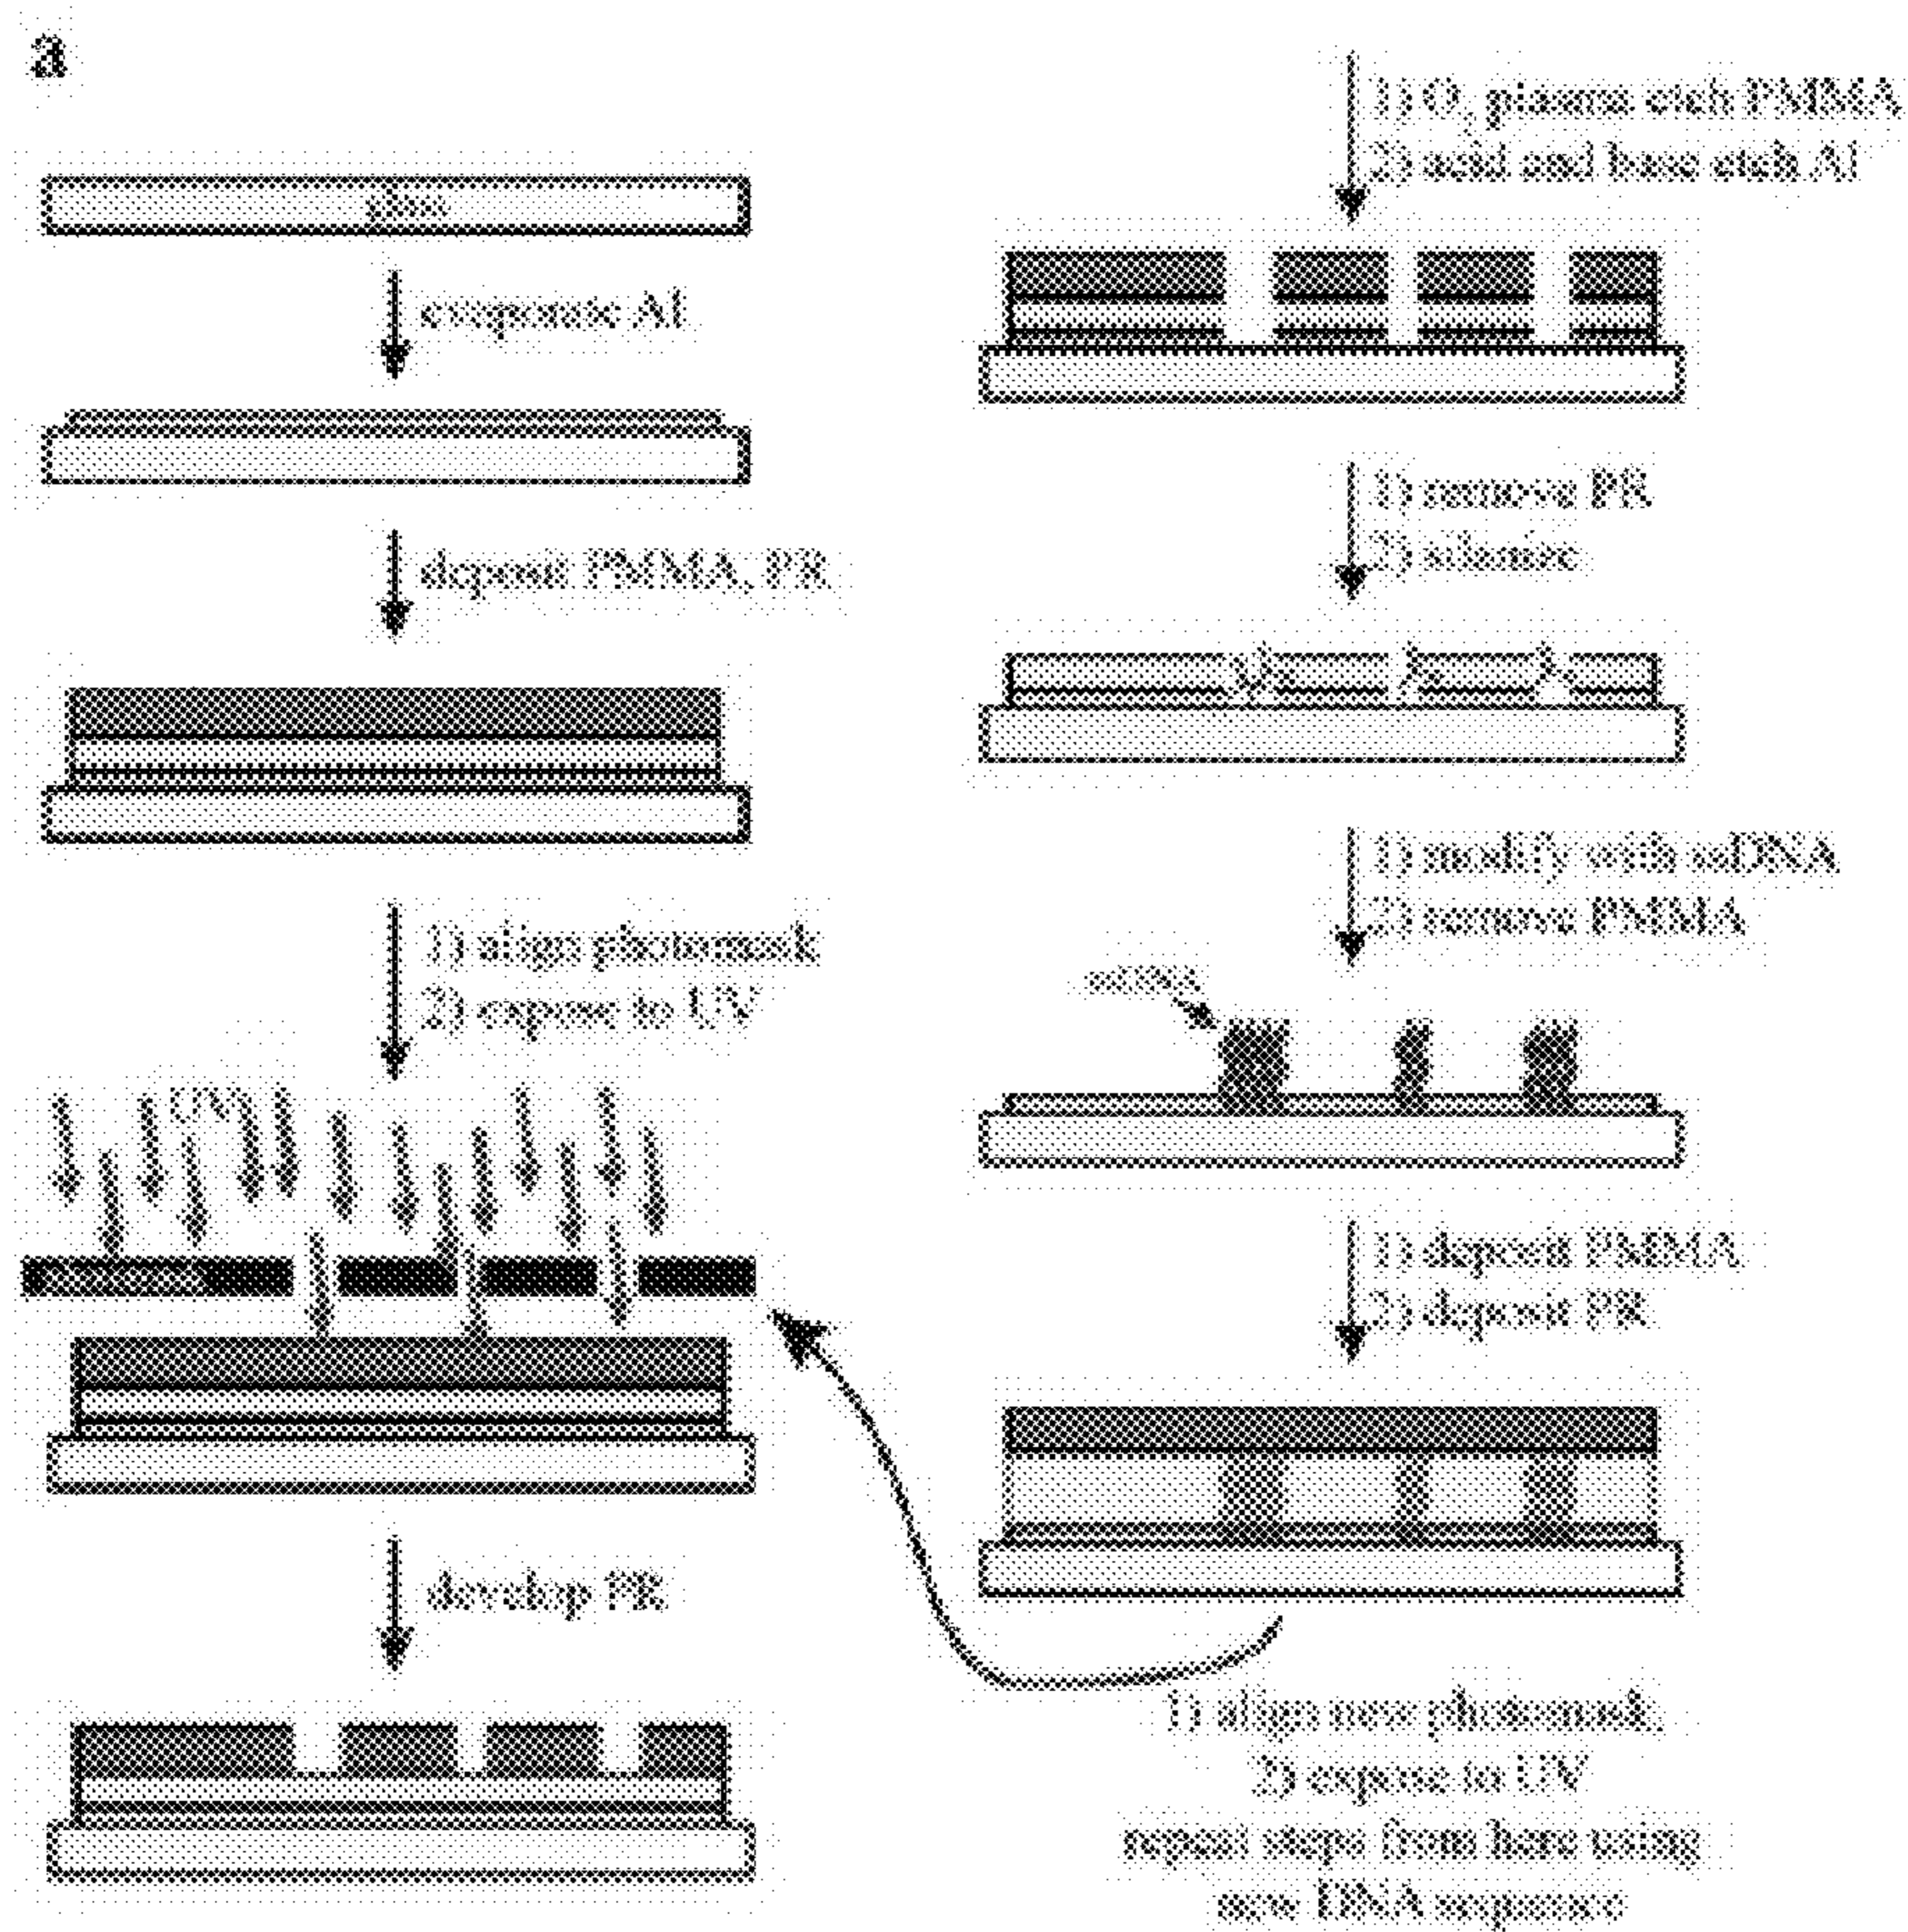 a
glass
evaporate Al
deposit PMMA, PR
1) align photomask
2) expose to UV
UV
develop PR
1) O₂ plasma etch PMMA
2) acid and base etch Al
1) remove PR
2) silanize
1) modify with ssDNA
2) remove PMMA
ssDNA
1) deposit PMMA
2) deposit PR
1) align new photomask
2) expose to UV
repeat steps from here using
new DNA sequence